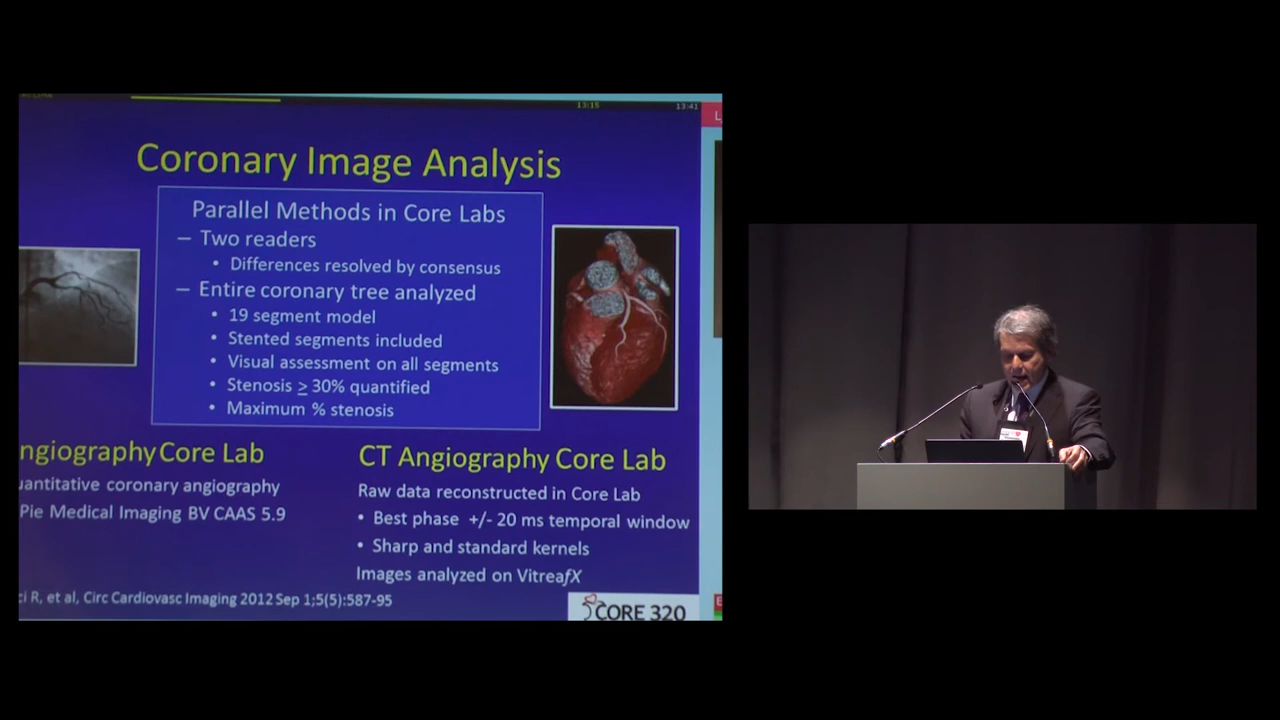 13:15
13:41
Coronary Image Analysis
Parallel Methods in Core Labs
– Two readers
• Differences resolved by consensus
– Entire coronary tree analyzed
• 19 segment model
• Stented segments included
• Visual assessment on all segments
• Stenosis ≥ 30% quantified
• Maximum % stenosis
ngiography Core Lab
uantitative coronary angiography
Pie Medical Imaging BV CAAS 5.9
CT Angiography Core Lab
Raw data reconstructed in Core Lab
• Best phase +/- 20 ms temporal window
• Sharp and standard kernels
Images analyzed on VitreafX
ci R, et al, Circ Cardiovasc Imaging 2012 Sep 1;5(5):587-95
CORE 320